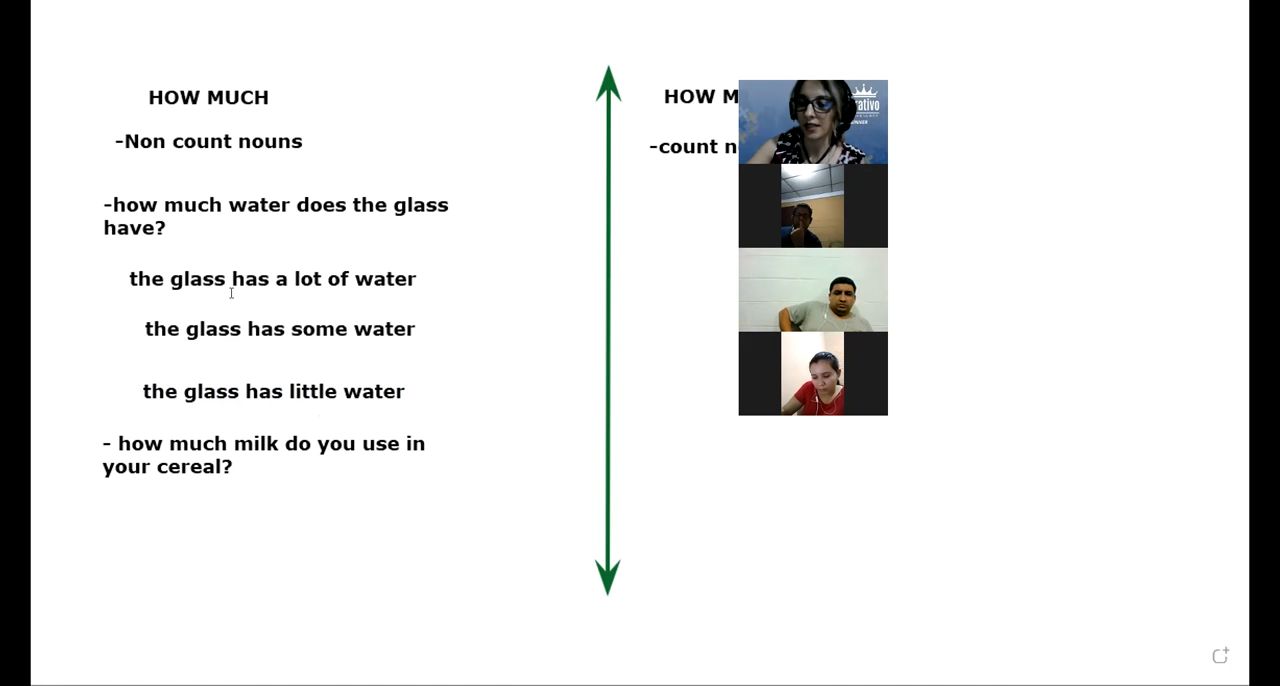 HOW MUCH
-Non count nouns
-how much water does the glass
have?
the glass has a lot of water
the glass has some water
the glass has little water
- how much milk do you use in
your cereal?
HOW M
-count n
rativo